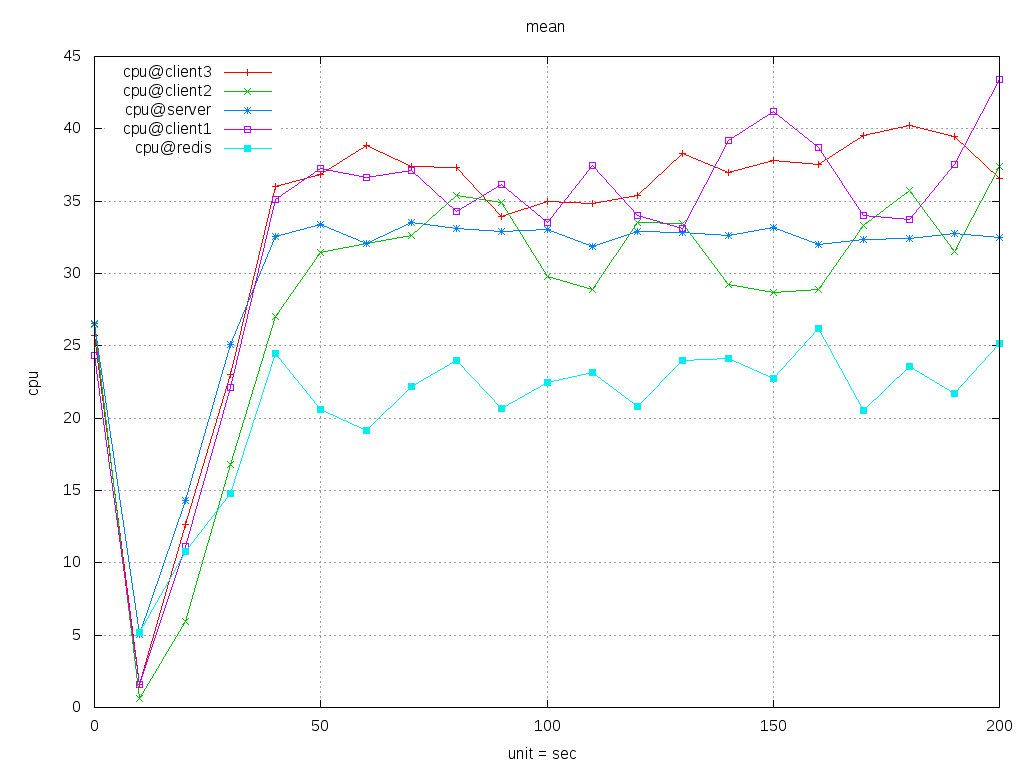 mean
45
40
35
30
25
20
15
10
5
0
cpu
cpu@client3
cpu@client2
cpu@server
cpu@client1
cpu@redis
0 50 100 150 200
unit = sec